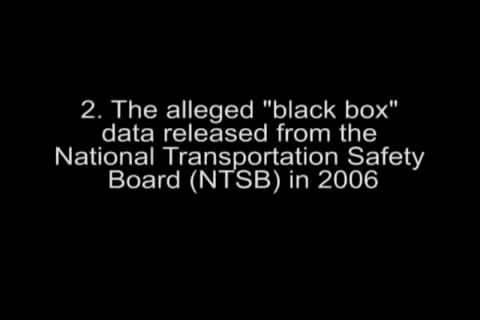 2. The alleged "black box"
data released from the
National Transportation Safety
Board (NTSB) in 2006